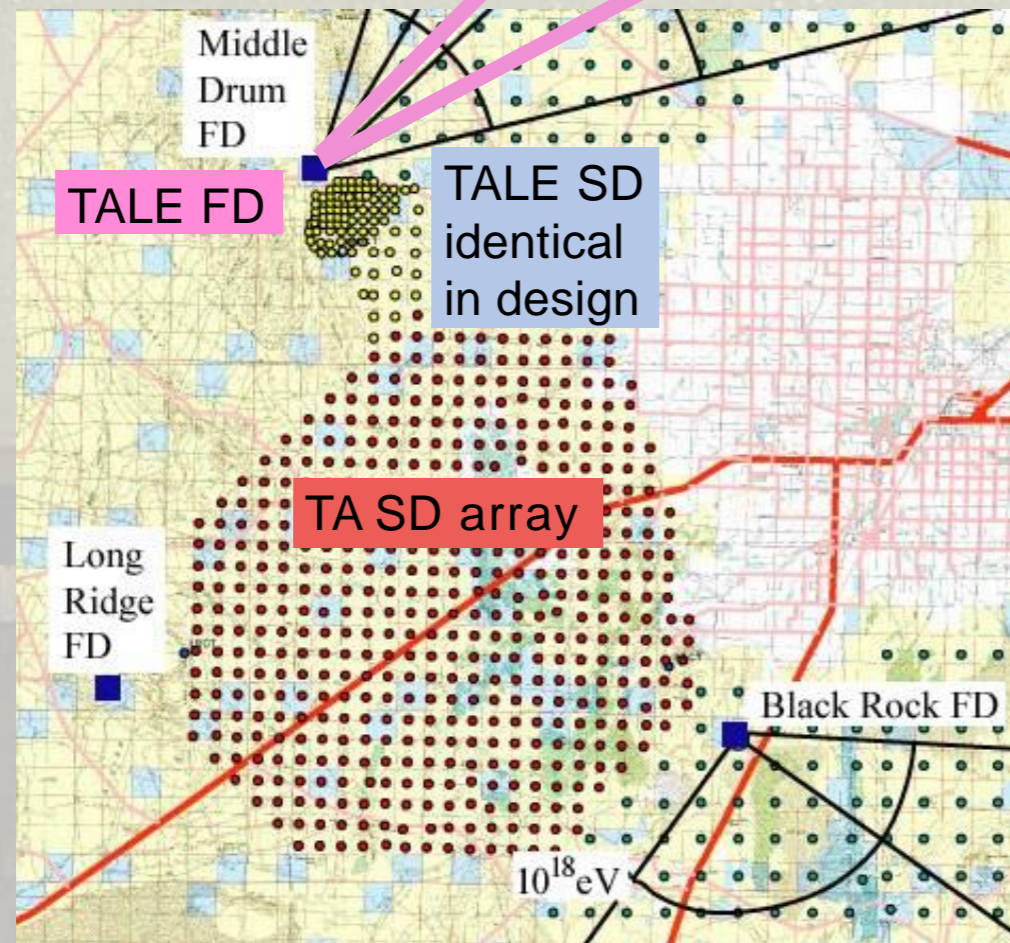 Middle
Drum
FD
TALE FD
TALE SD
identical
in design
TA SD array
Long
Ridge
FD
Black Rock FD
10¹⁸eV